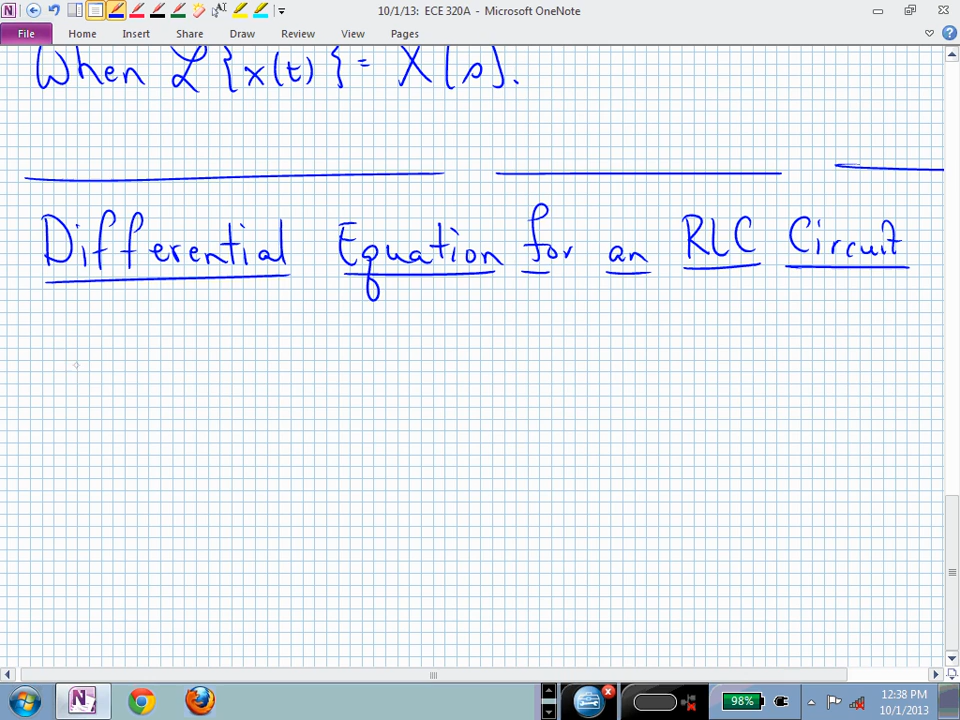 10/1/13: ECE 320A - Microsoft OneNote
File Home Insert Share Draw Review View Pages
When ℒ{x(t)} = X(s).
Differential Equation for an RLC Circuit
98% 12:38 PM
10/1/2013